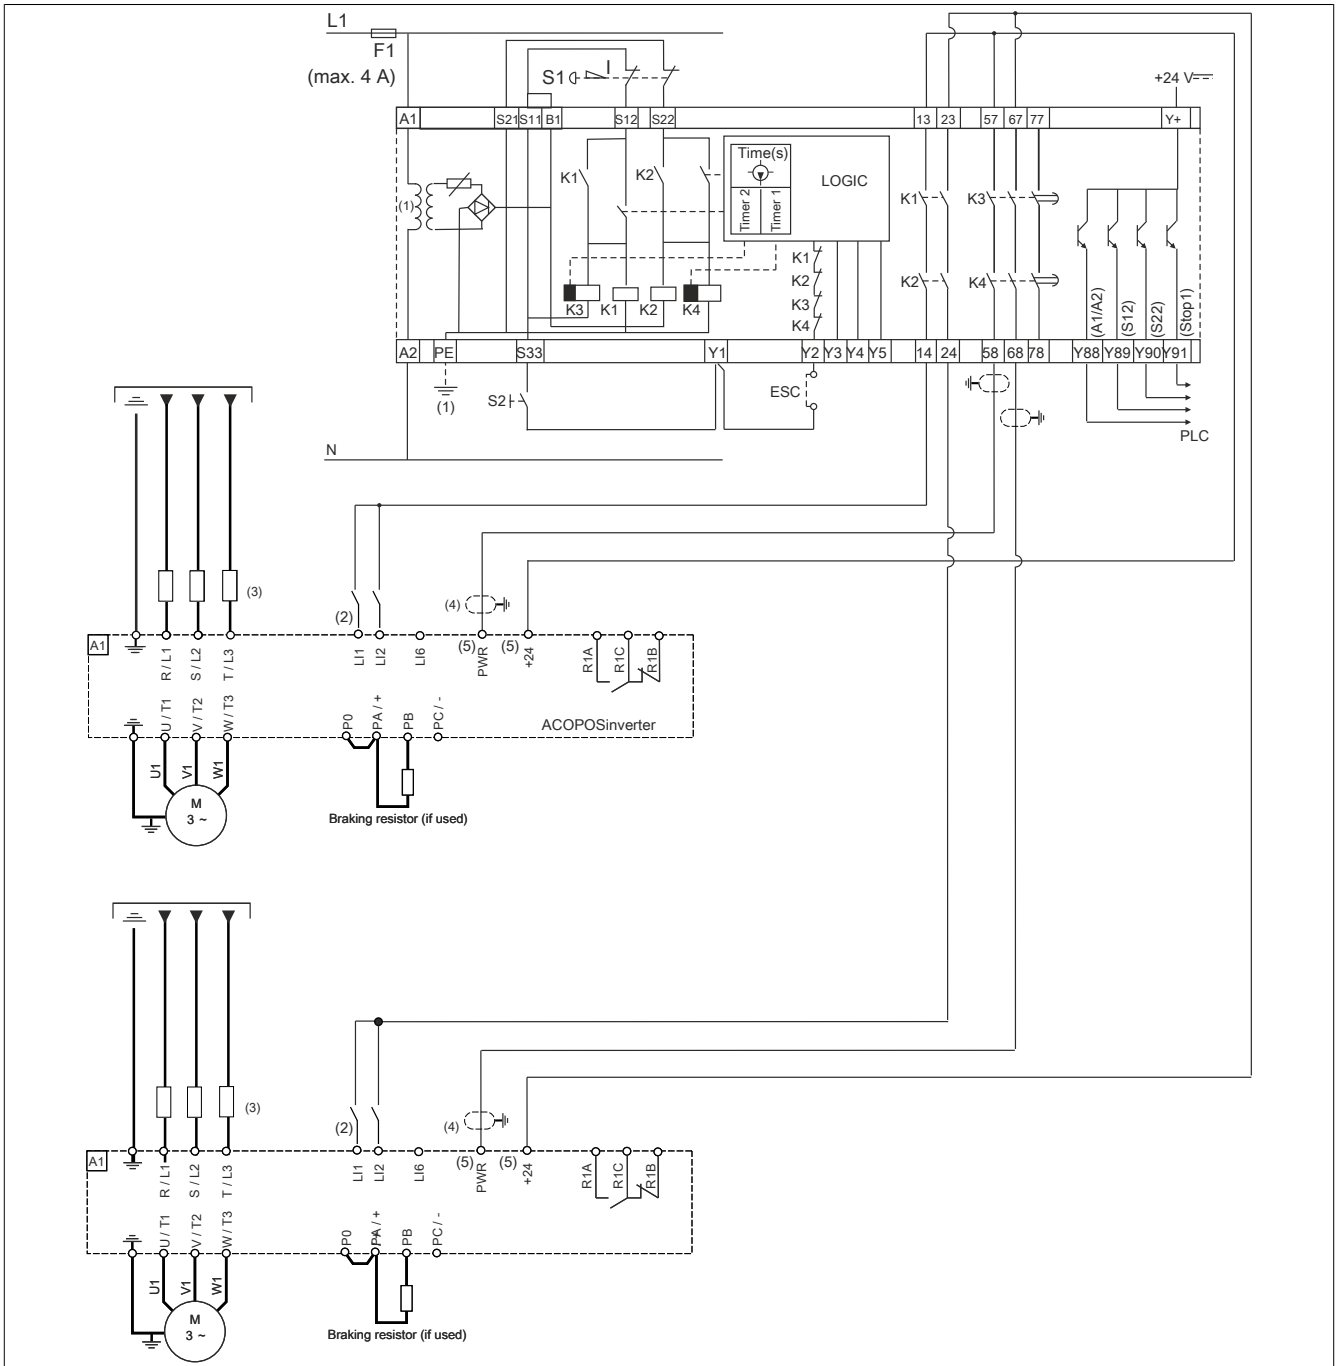 L1
F1
(max. 4 A)
S1
I
+24 V
A1
S21
S11
B1
S12
S22
13
23
57
67
77
Y+
(1)
K1
K2
Time(s)
Timer 2
Timer 1
LOGIC
K1
K3
K1
K2
K3
K4
K2
K4
K3
K1
K2
K4
(A1/A2)
(S12)
(S22)
(Stop1)
A2
PE
S33
Y1
Y2
Y3
Y4
Y5
14
24
58
68
78
Y88
Y89
Y90
Y91
(1)
S2
ESC
PLC
N
(3)
(2)
(4)
A1
R / L1
S / L2
T / L3
LI1
LI2
LI6
(5)
PWR
(5)
+24
R1A
R1C
R1B
U / T1
V / T2
W / T3
P0
PA / +
PB
PC / -
ACOPOSinverter
U1
V1
W1
M
3 ~
Braking resistor (if used)
(3)
(2)
(4)
A1
R / L1
S / L2
T / L3
LI1
LI2
LI6
(5)
PWR
(5)
+24
R1A
R1C
R1B
U / T1
V / T2
W / T3
P0
PA / +
PB
PC / -
U1
V1
W1
M
3 ~
Braking resistor (if used)